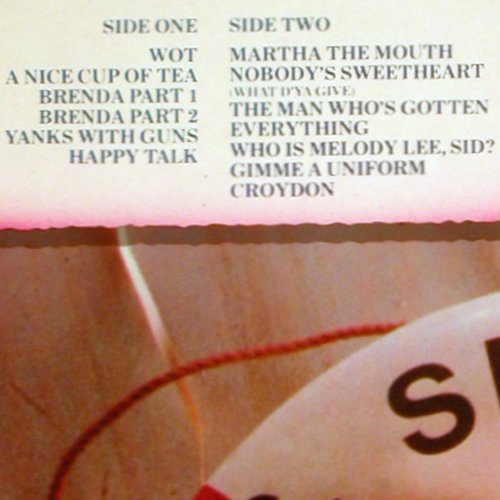 SIDE ONE
WOT
A NICE CUP OF TEA
BRENDA PART 1
BRENDA PART 2
YANKS WITH GUNS
HAPPY TALK
SIDE TWO
MARTHA THE MOUTH
NOBODY'S SWEETHEART
(WHAT D'YA GIVE)
THE MAN WHO'S GOTTEN
EVERYTHING
WHO IS MELODY LEE, SID?
GIMME A UNIFORM
CROYDON